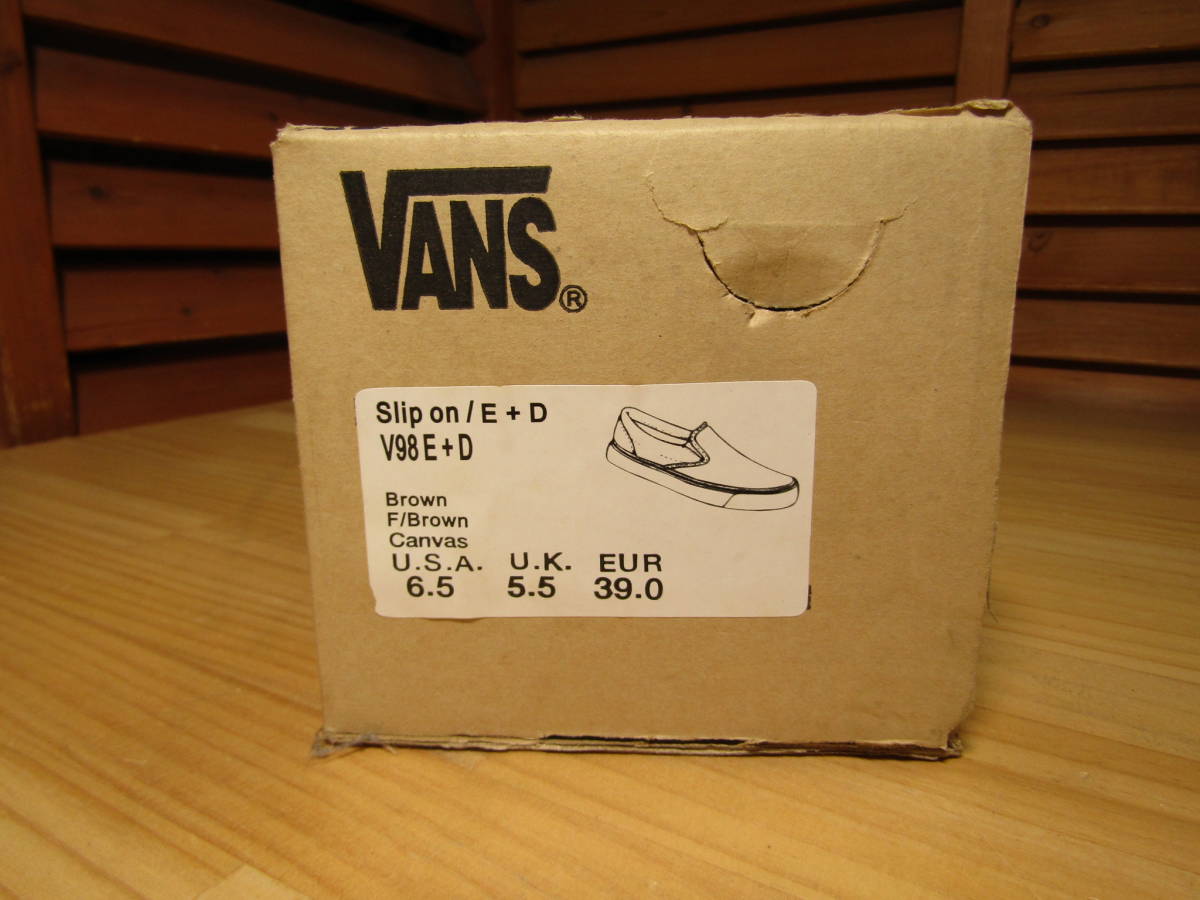 VANS®
Slip on / E + D
V98 E + D
Brown
F/Brown
Canvas
U.S.A. U.K. EUR
6.5 5.5 39.0